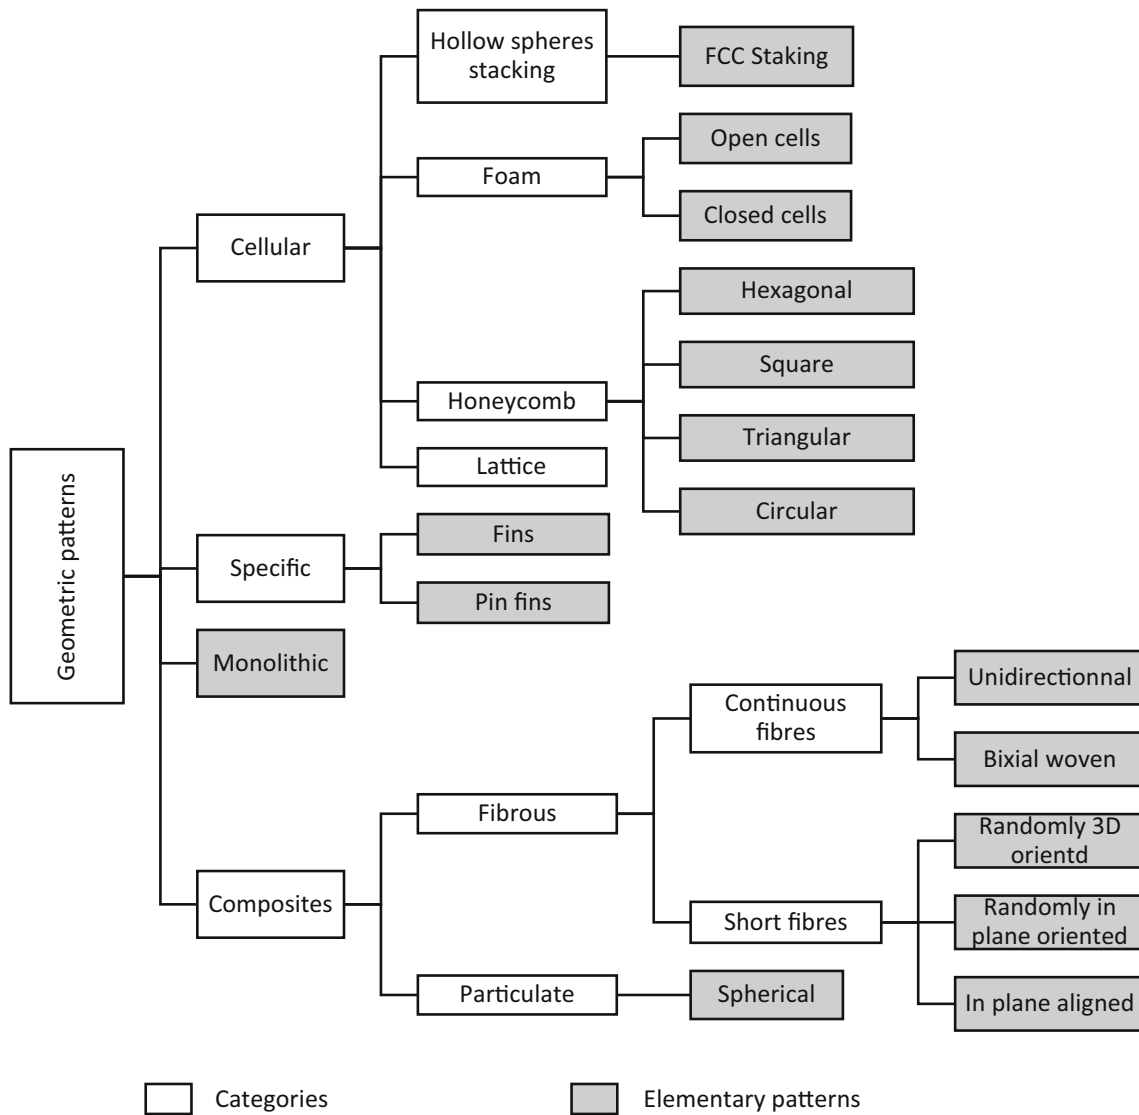 Hollow spheres
stacking
FCC Staking
Open cells
Foam
Closed cells
Cellular
Hexagonal
Square
Honeycomb
Triangular
Lattice
Circular
Geometric patterns
Fins
Specific
Pin fins
Monolithic
Unidirectionnal
Continuous
fibres
Bixial woven
Fibrous
Randomly 3D
orientd
Composites
Short fibres
Randomly in
plane oriented
Particulate
Spherical
In plane aligned
Categories
Elementary patterns